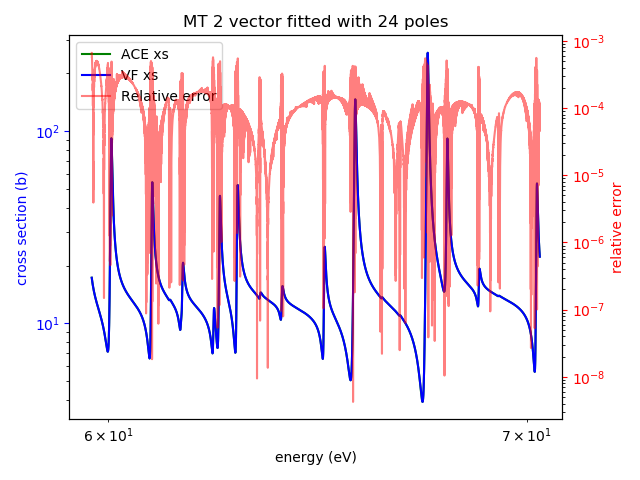 MT 2 vector fitted with 24 poles
ACE xs
VF xs
Relative error
cross section (b)
10²
10¹
relative error
10⁻³
10⁻⁴
10⁻⁵
10⁻⁶
10⁻⁷
10⁻⁸
6 × 10¹
7 × 10¹
energy (eV)